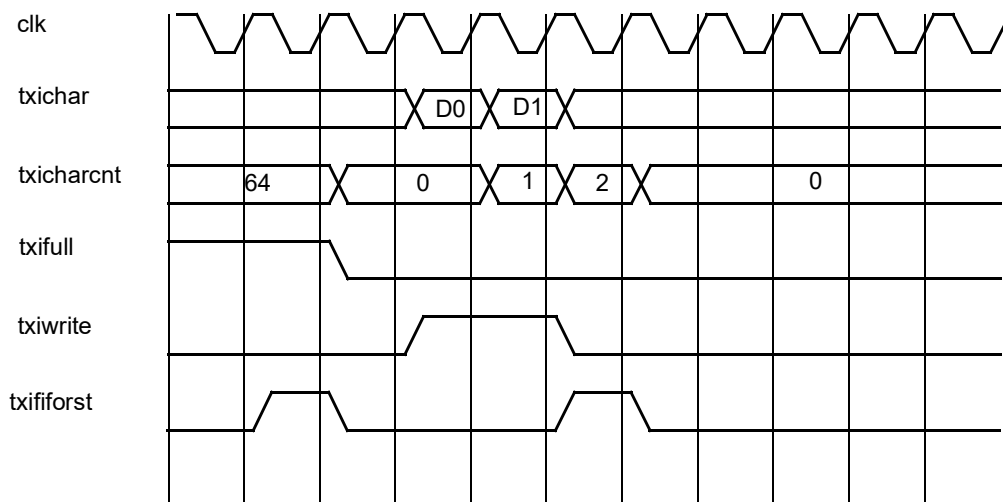 clk
txichar D0 D1
txicharcnt 64 0 1 2 0
txifull
txiwrite
txififorst